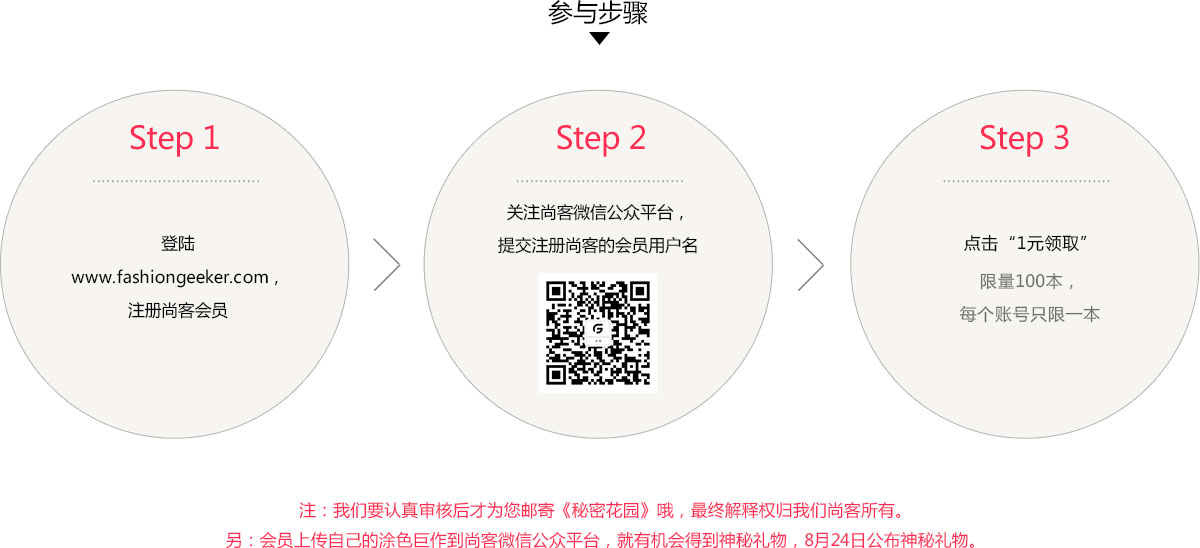 参与步骤
Step 1
登陆
www.fashiongeeker.com，
注册尚客会员
Step 2
关注尚客微信公众平台，
提交注册尚客的会员用户名
G
Step 3
点击“1元领取”
限量100本，
每个账号只限一本
注：我们要认真审核后才为您邮寄《秘密花园》哦，最终解释权归我们尚客所有。
另：会员上传自己的涂色巨作到尚客微信公众平台，就有机会得到神秘礼物，8月24日公布神秘礼物。